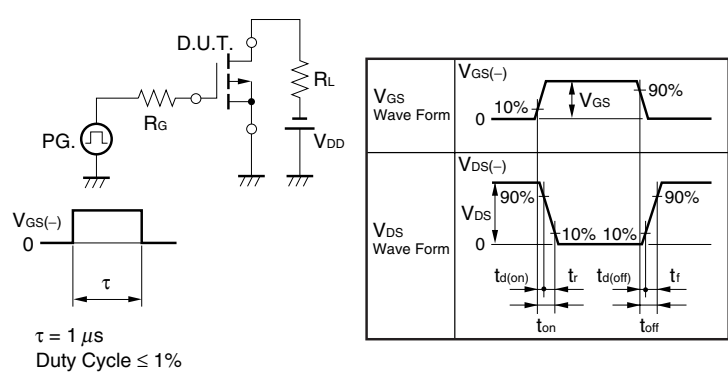 D.U.T.
RL
RG
PG.
VDD
VGS(−)
0
τ
τ = 1 μs
Duty Cycle ≤ 1%
VGS
Wave Form
VGS(−)
10%
0
VGS
90%
VDS
Wave Form
VDS(−)
90%
VDS
0
10%
10%
90%
td(on)
tr
td(off)
tf
ton
toff